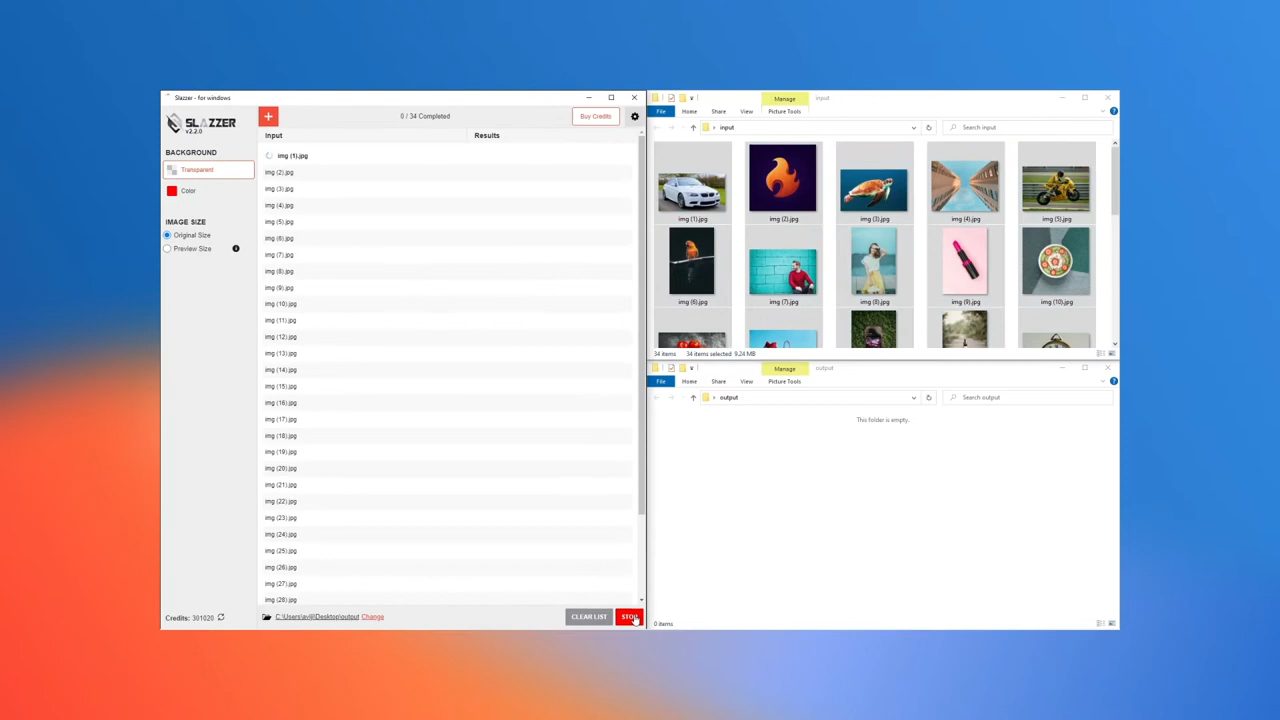 Slazzer - for windows
SLAZZER
v2.2.0
0 / 34 Completed
Buy Credits
BACKGROUND
Transparent
Color
IMAGE SIZE
Original Size
Preview Size
Input Results
img (1).jpg
img (2).jpg
img (3).jpg
img (4).jpg
img (5).jpg
img (6).jpg
img (7).jpg
img (8).jpg
img (9).jpg
img (10).jpg
img (11).jpg
img (12).jpg
img (13).jpg
img (14).jpg
img (15).jpg
img (16).jpg
img (17).jpg
img (18).jpg
img (19).jpg
img (20).jpg
img (21).jpg
img (22).jpg
img (23).jpg
img (24).jpg
img (25).jpg
img (26).jpg
img (27).jpg
img (28).jpg
Credits: 301020
Change
CLEAR LIST
STOP
Manage input
File Home Share View Picture Tools
input
Search input
img (1).jpg img (2).jpg img (3).jpg img (4).jpg img (5).jpg
img (6).jpg img (7).jpg img (8).jpg img (9).jpg img (10).jpg
34 items 34 items selected 9.24 MB
Manage output
File Home Share View Picture Tools
output
Search output
This folder is empty.
0 items